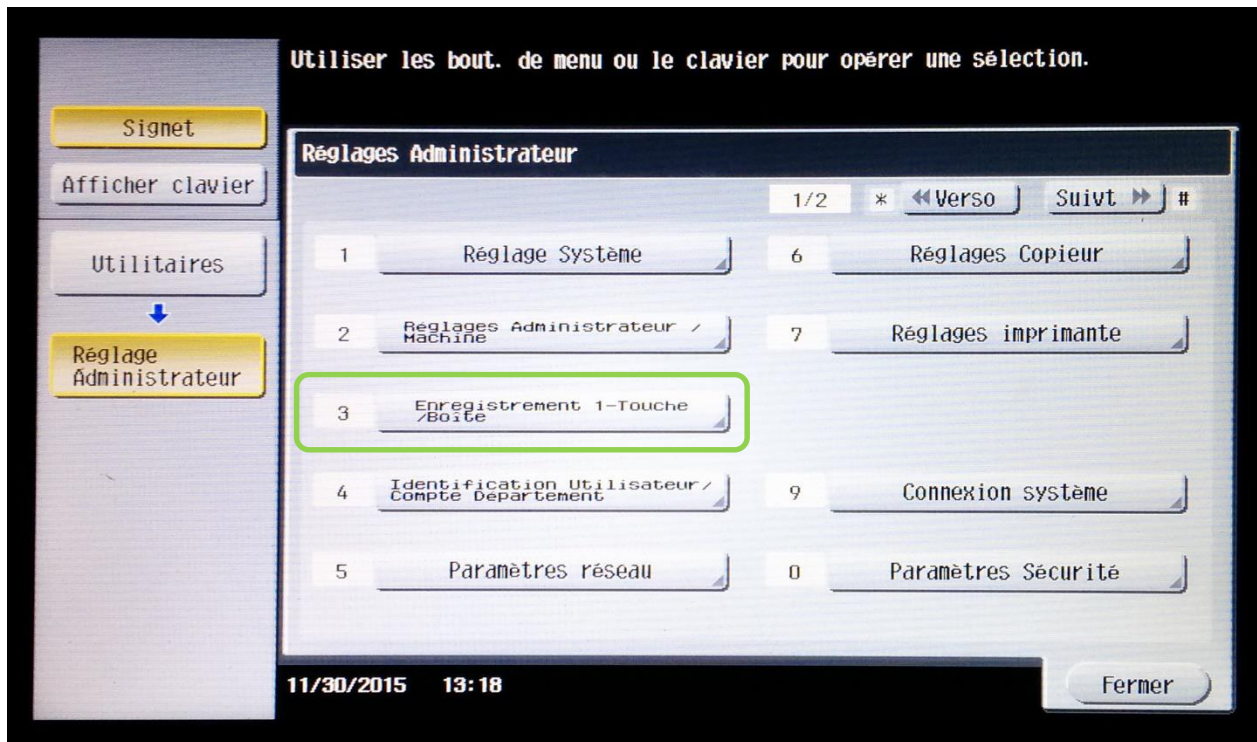 Utiliser les bout. de menu ou le clavier pour opérer une sélection.
Signet
Afficher clavier
Utilitaires
Réglage
Administrateur
Réglages Administrateur
1/2 * Verso Suivt #
1 Réglage Système
2 Réglages Administrateur /
Machine
3 Enregistrement 1-Touche
/Boîte
4 Identification Utilisateur/
Compte Département
5 Paramètres réseau
6 Réglages Copieur
7 Réglages imprimante
9 Connexion système
0 Paramètres Sécurité
11/30/2015 13:18
Fermer